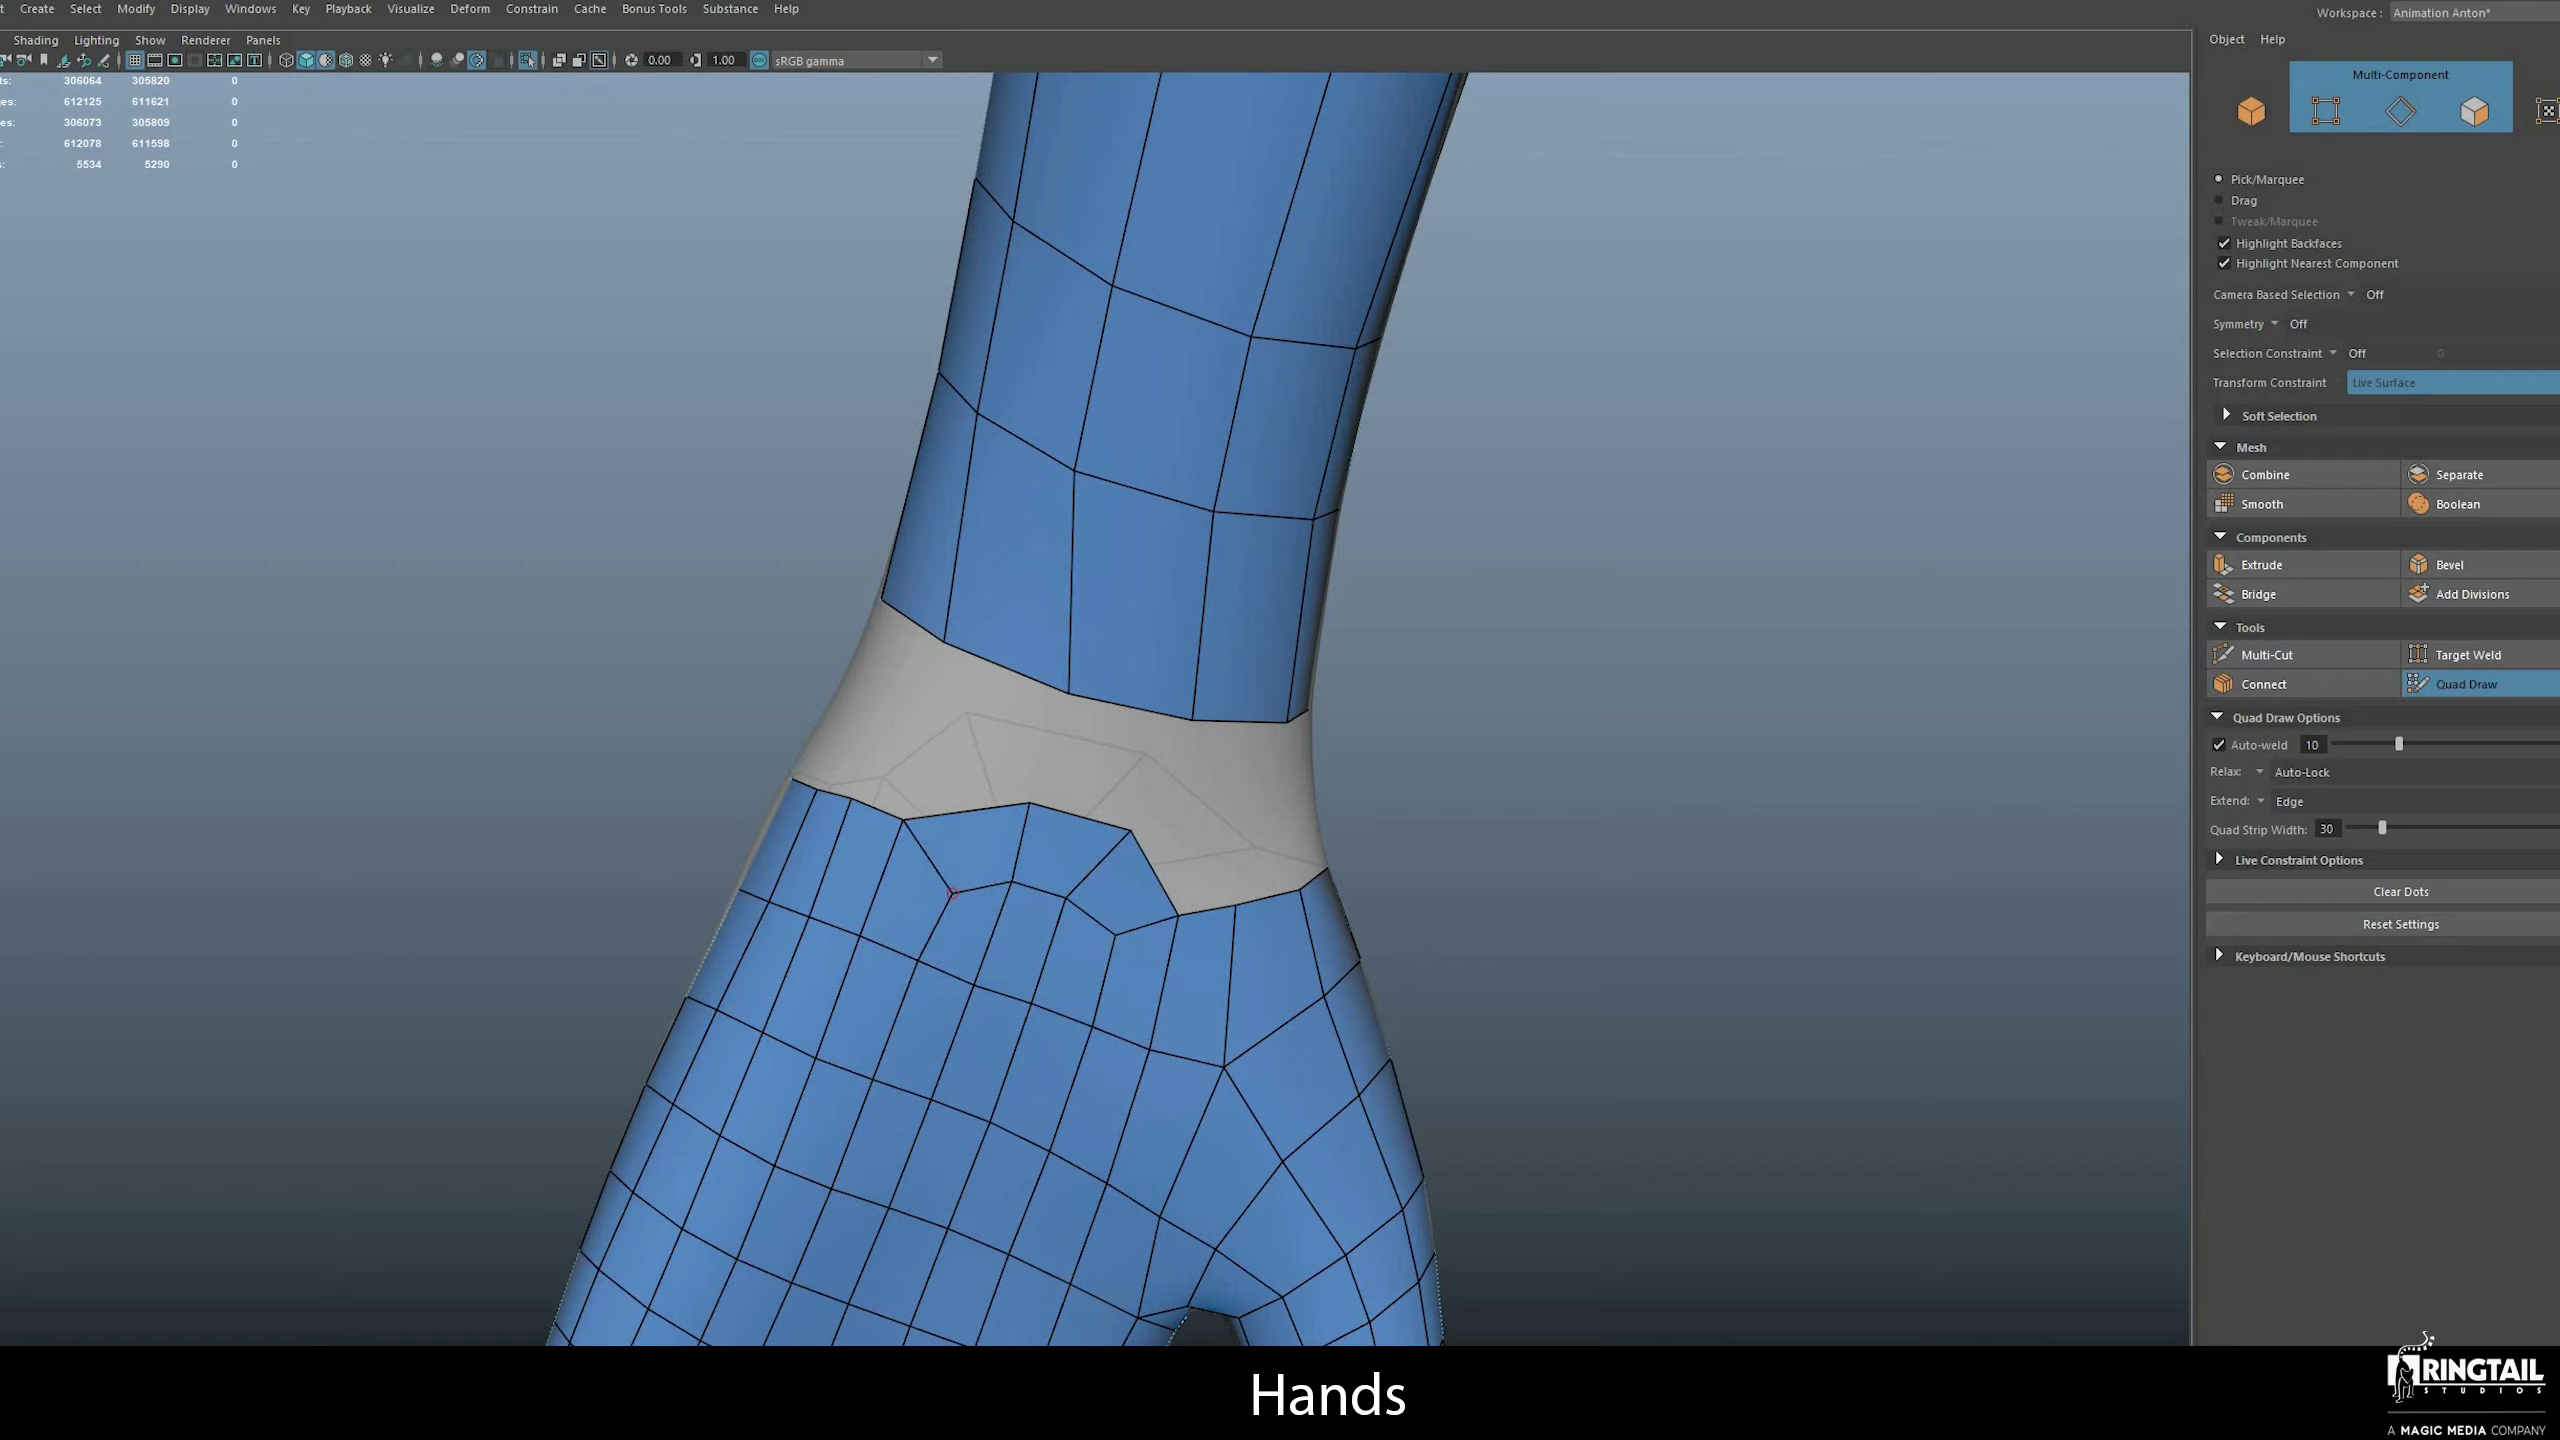 Create Select Modify Display Windows Key Playback Visualize Deform Constrain Cache Bonus Tools Substance Help
Workspace : Animation Anton*
Shading Lighting Show Renderer Panels
Object Help
0.00 1.00 sRGB gamma
Multi-Component
306064 305820 0
612125 611621 0
306073 305809 0
612078 611598 0
5534 5290 0
Pick/Marquee
Drag
Tweak/Marquee
Highlight Backfaces
Highlight Nearest Component
Camera Based Selection Off
Symmetry Off
Selection Constraint Off 0
Transform Constraint Live Surface
Soft Selection
Mesh
Combine Separate
Smooth Boolean
Components
Extrude Bevel
Bridge Add Divisions
Tools
Multi-Cut Target Weld
Connect Quad Draw
Quad Draw Options
Auto-weld 10
Relax: Auto-Lock
Extend: Edge
Quad Strip Width: 30
Live Constraint Options
Clear Dots
Reset Settings
Keyboard/Mouse Shortcuts
Hands
RINGTAIL
STUDIOS
A MAGIC MEDIA COMPANY